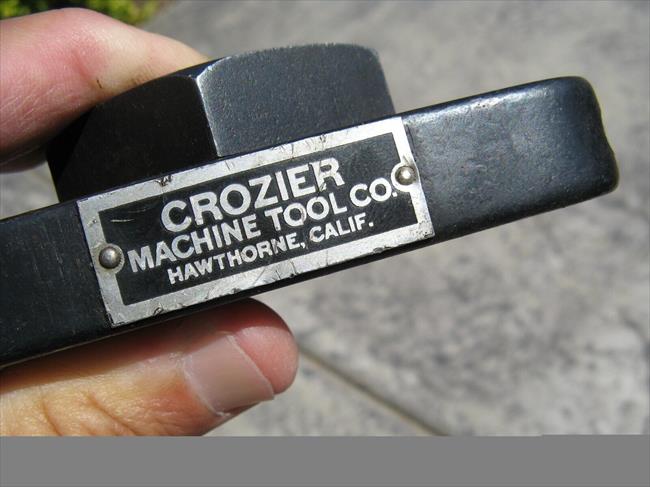 CROZIER
MACHINE TOOL CO.
HAWTHORNE, CALIF.